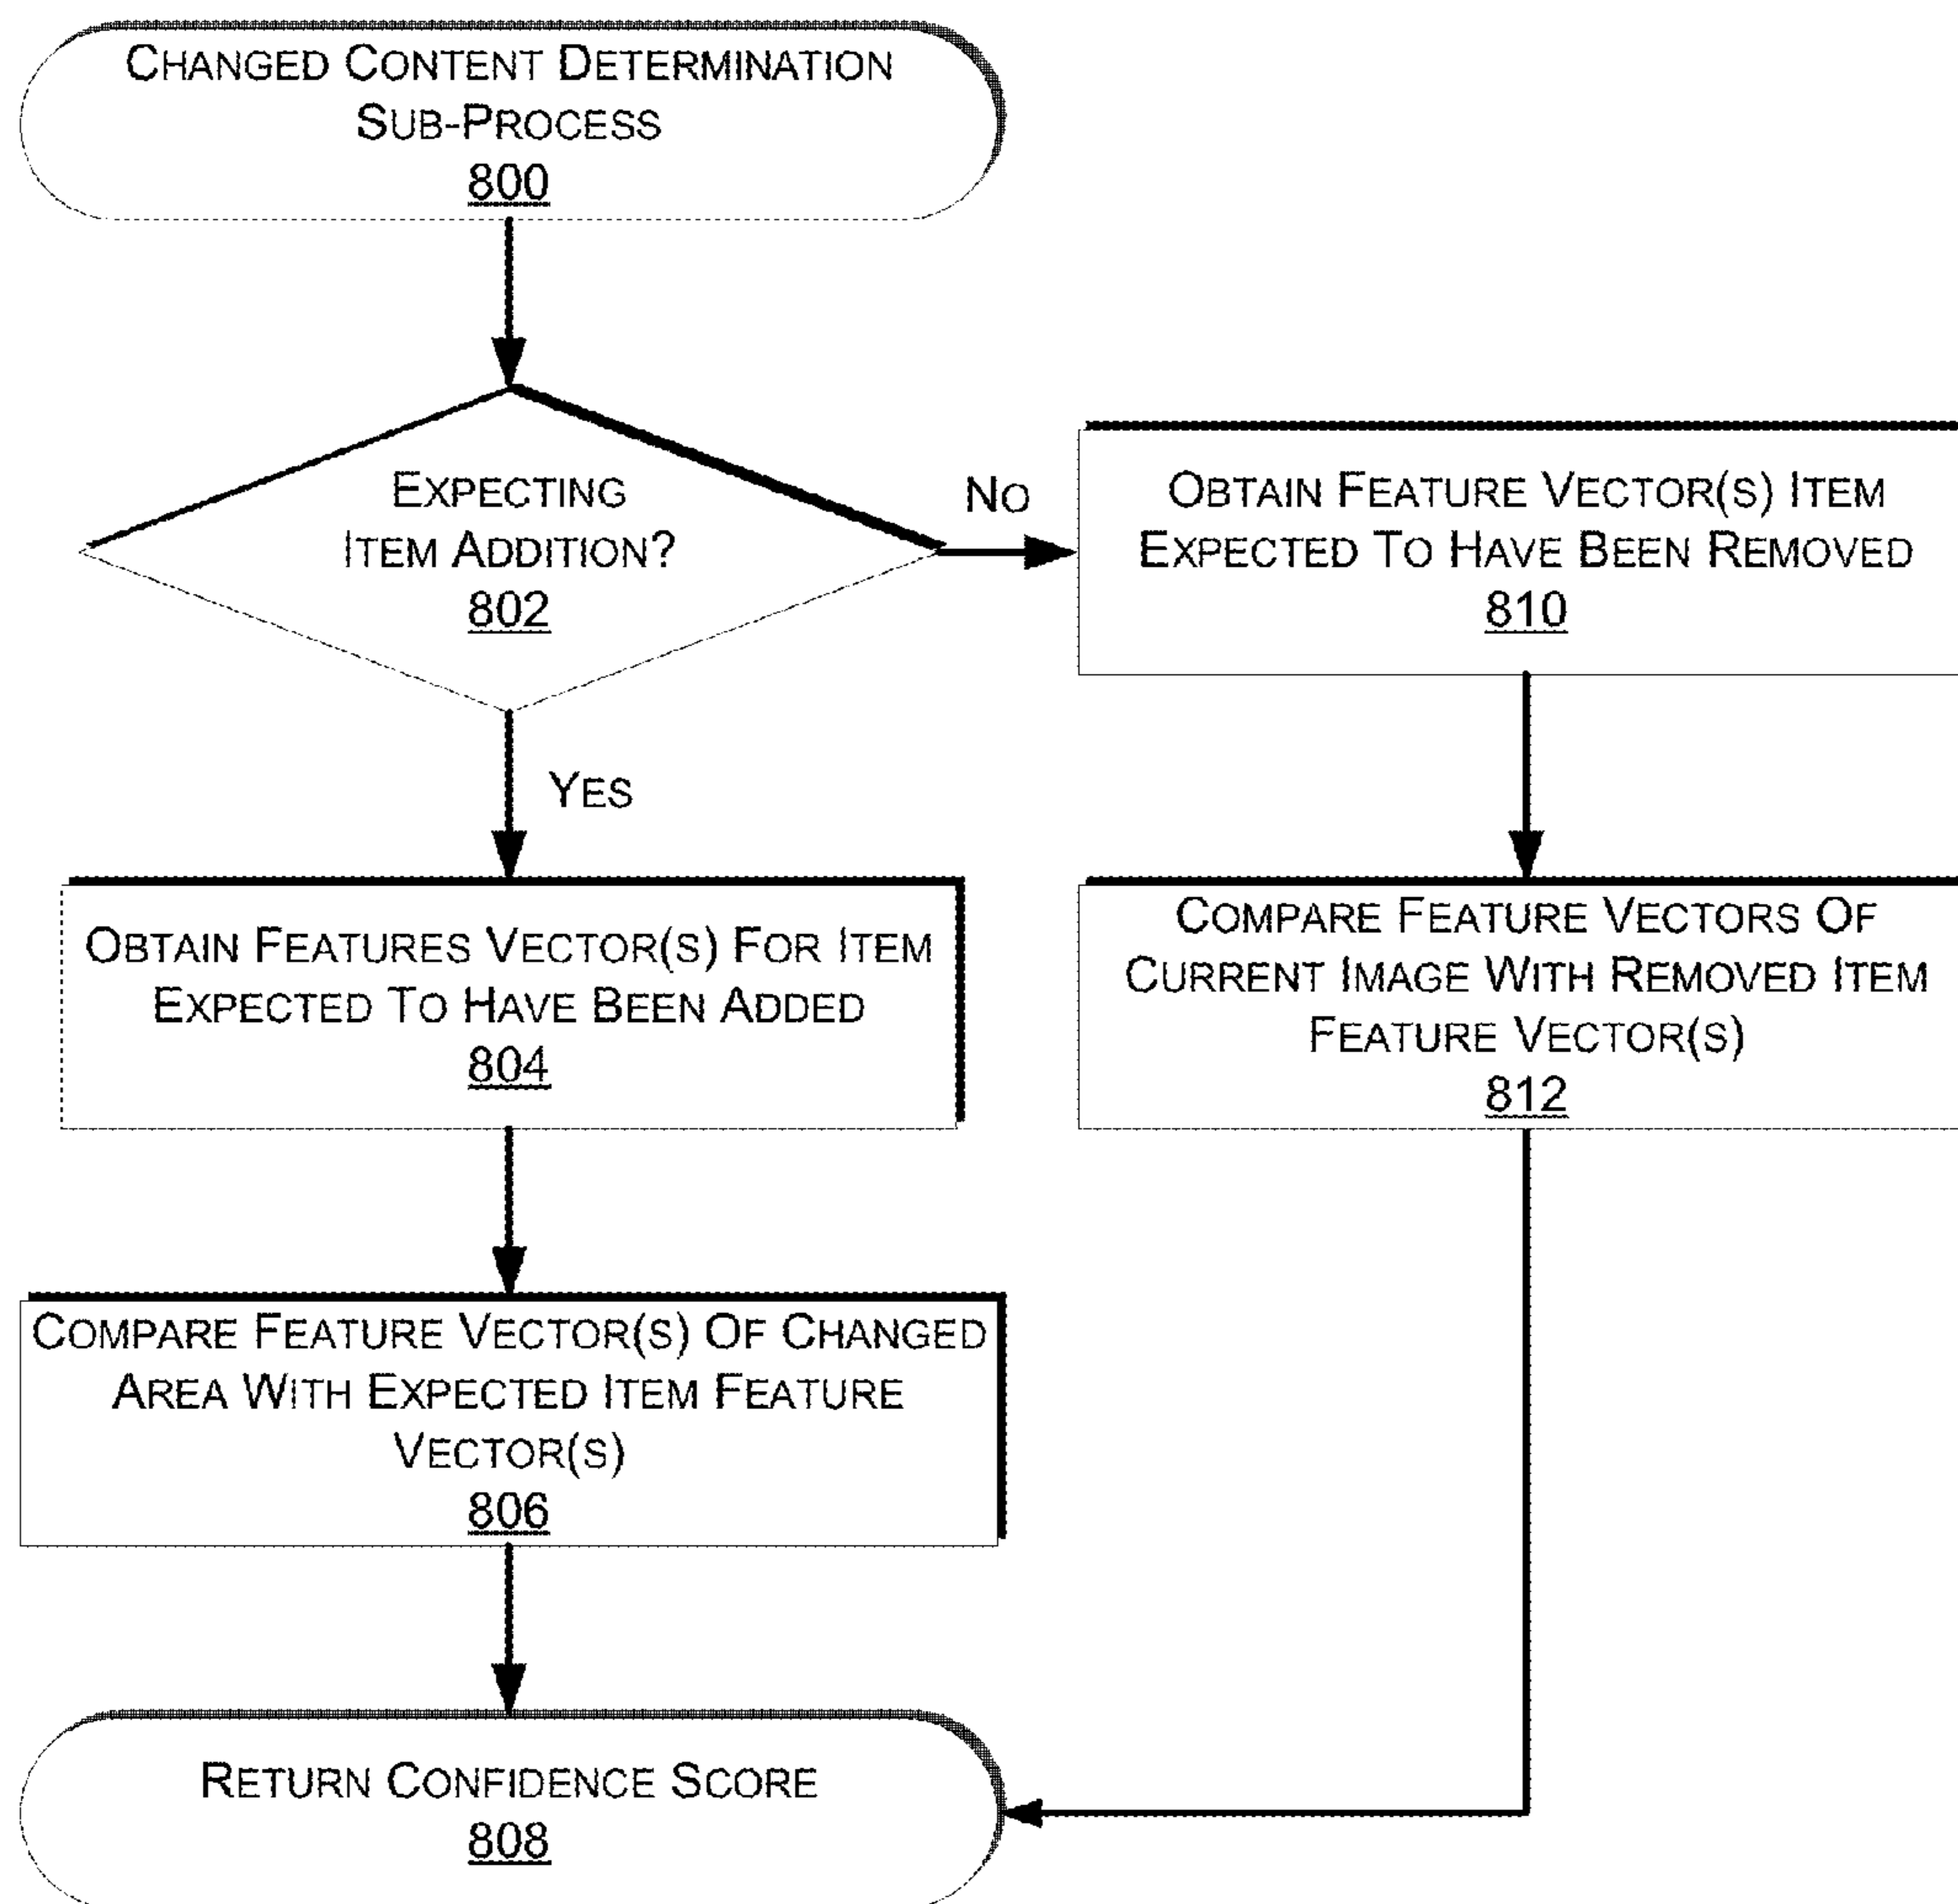 CHANGED CONTENT DETERMINATION
SUB-PROCESS
800
EXPECTING
ITEM ADDITION?
802
NO
OBTAIN FEATURE VECTOR(S) ITEM
EXPECTED TO HAVE BEEN REMOVED
810
YES
OBTAIN FEATURES VECTOR(S) FOR ITEM
EXPECTED TO HAVE BEEN ADDED
804
COMPARE FEATURE VECTORS OF
CURRENT IMAGE WITH REMOVED ITEM
FEATURE VECTOR(S)
812
COMPARE FEATURE VECTOR(S) OF CHANGED
AREA WITH EXPECTED ITEM FEATURE
VECTOR(S)
806
RETURN CONFIDENCE SCORE
808